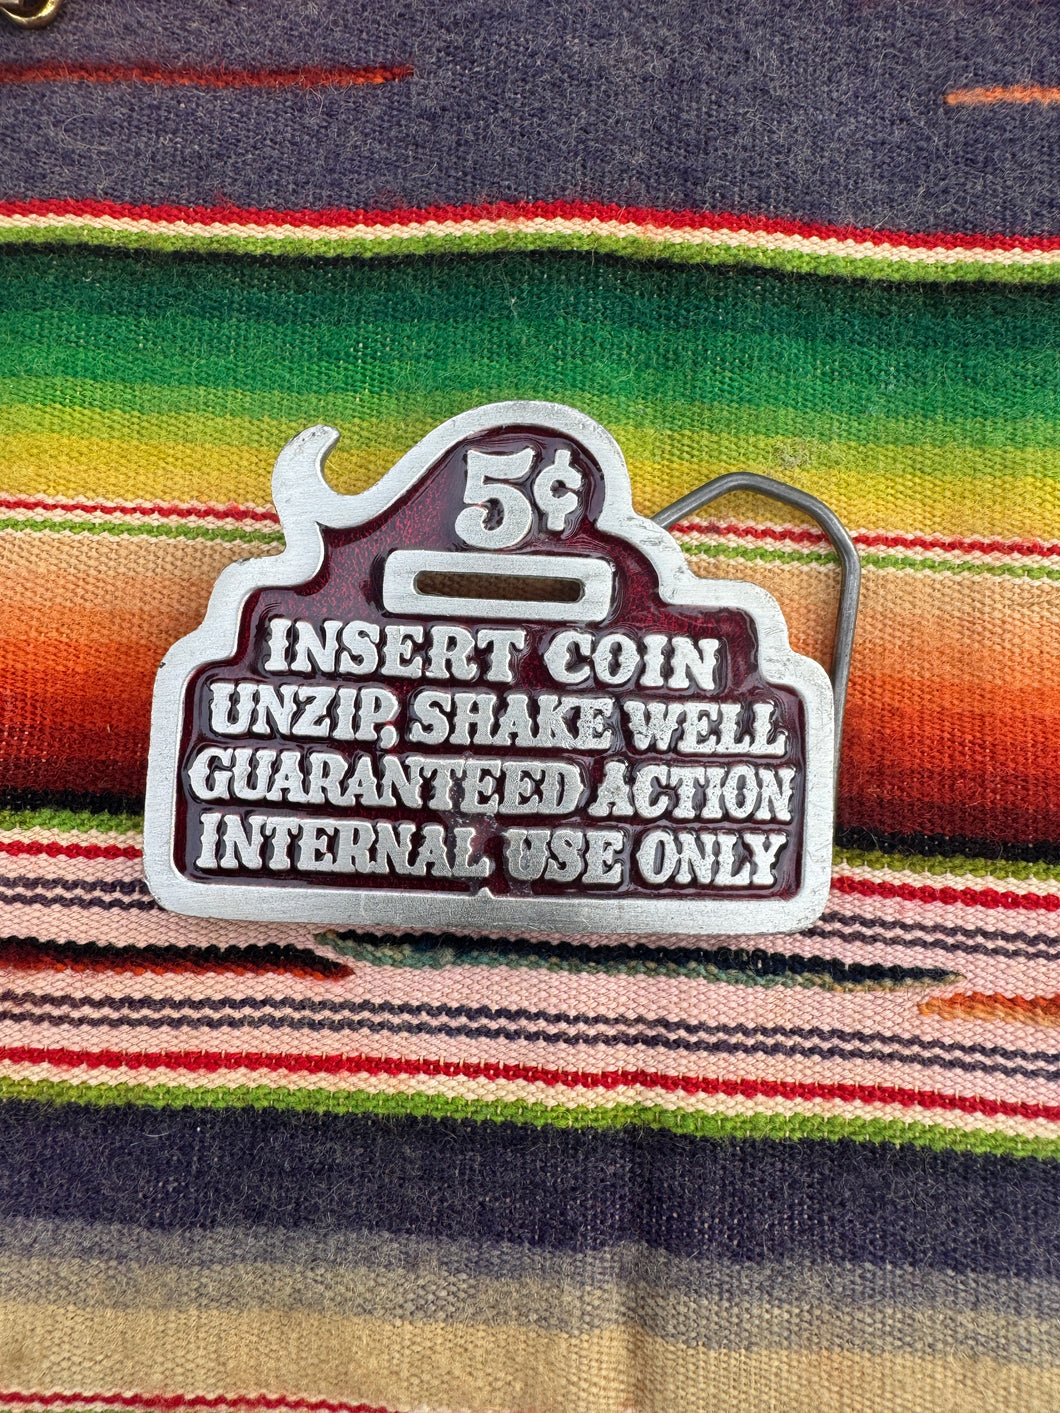 5¢
INSERT COIN
UNZIP, SHAKE WELL
GUARANTEED ACTION
INTERNAL USE ONLY